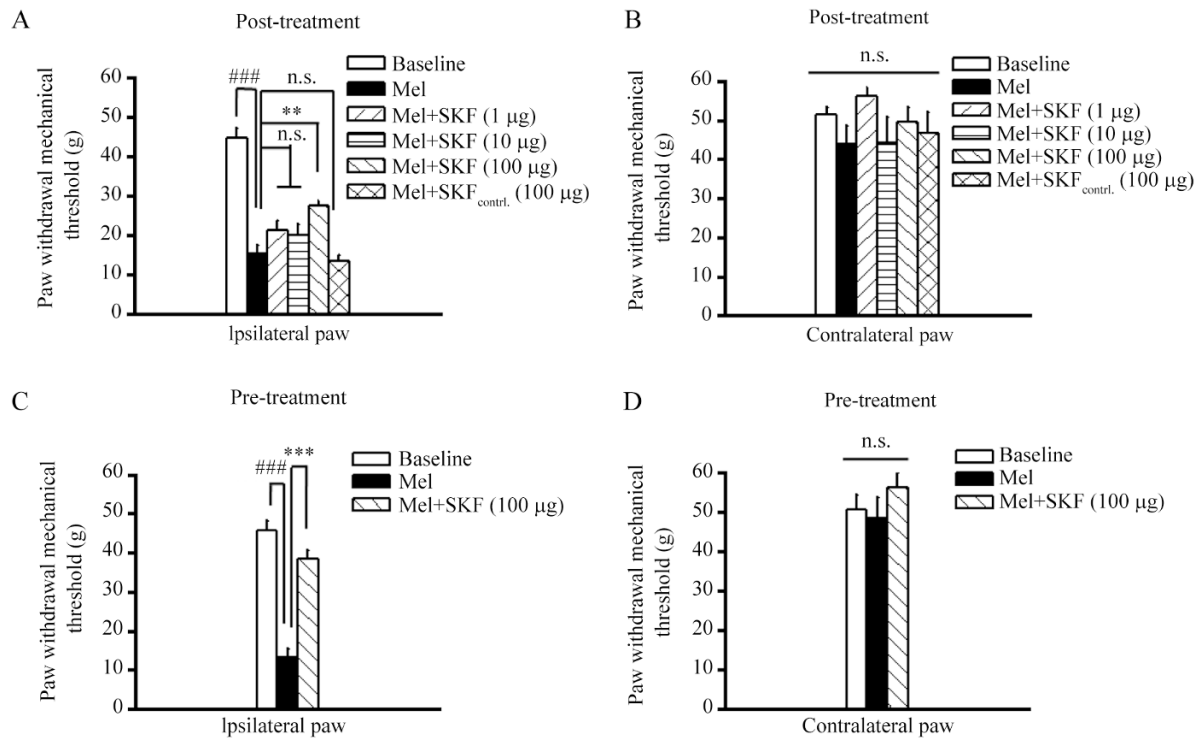 A
Post-treatment
Paw withdrawal mechanical
threshold (g)
60
50
40
30
20
10
0
###
n.s.
**
n.s.
Baseline
Mel
Mel+SKF (1 μg)
Mel+SKF (10 μg)
Mel+SKF (100 μg)
Mel+SKFcontrl. (100 μg)
Ipsilateral paw
B
Post-treatment
Paw withdrawal mechanical
threshold (g)
60
50
40
30
20
10
0
n.s.
Baseline
Mel
Mel+SKF (1 μg)
Mel+SKF (10 μg)
Mel+SKF (100 μg)
Mel+SKFcontrl. (100 μg)
Contralateral paw
C
Pre-treatment
Paw withdrawal mechanical
threshold (g)
60
50
40
30
20
10
0
###
***
Baseline
Mel
Mel+SKF (100 μg)
Ipsilateral paw
D
Pre-treatment
Paw withdrawal mechanical
threshold (g)
60
50
40
30
20
10
0
n.s.
Baseline
Mel
Mel+SKF (100 μg)
Contralateral paw